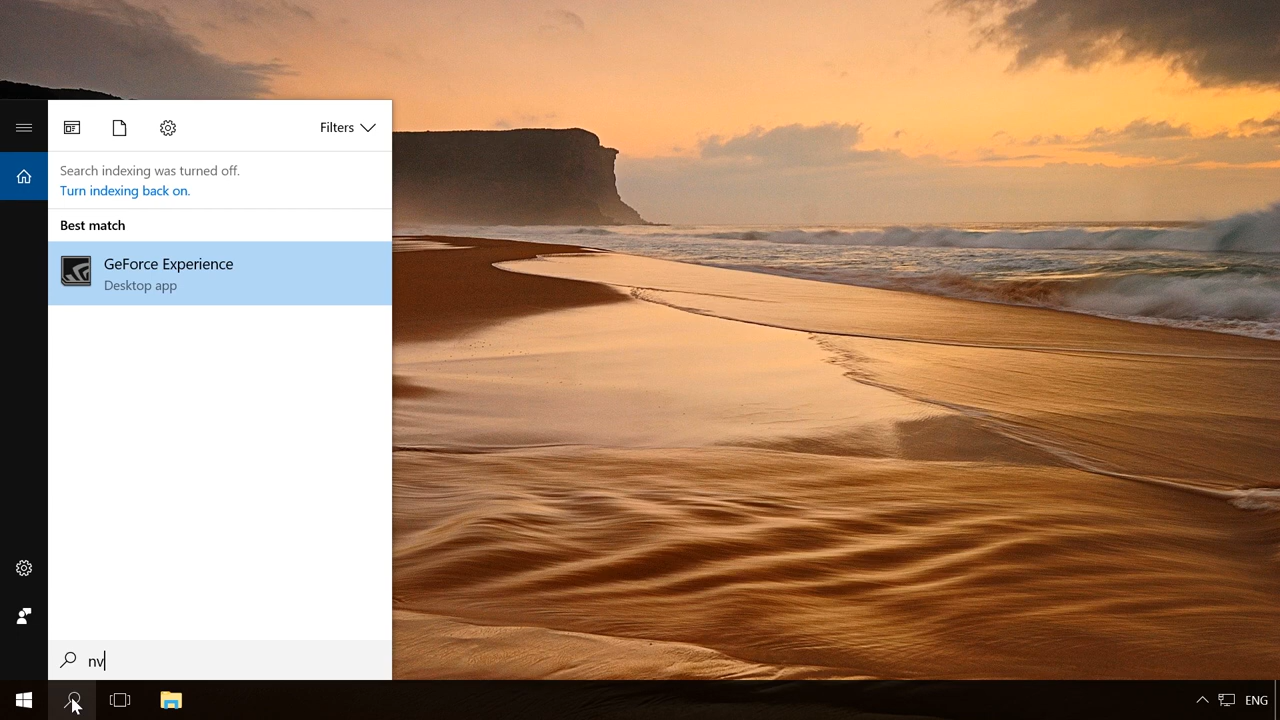 Filters
Search indexing was turned off.
Turn indexing back on.
Best match
GeForce Experience
Desktop app
nv
ENG